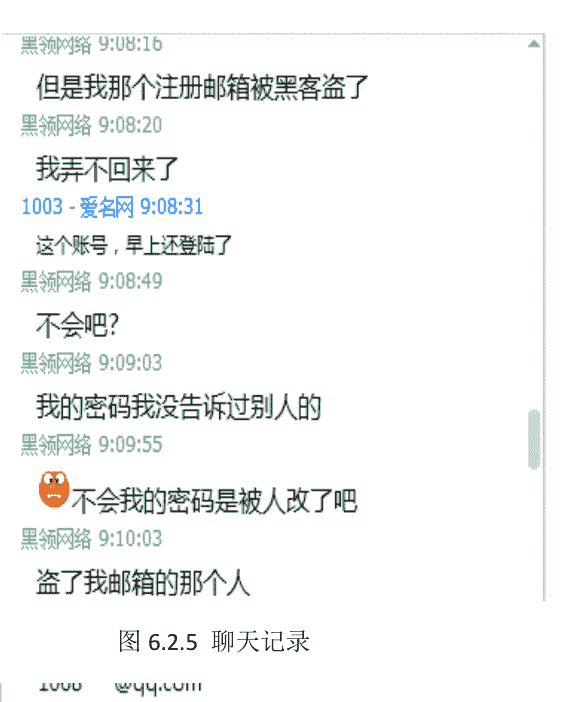 黑领网络 9:08:16
但是我那个注册邮箱被黑客盗了
黑领网络 9:08:20
我弄不回来了
1003 - 爱名网 9:08:31
这个账号，早上还登陆了
黑领网络 9:08:49
不会吧?
黑领网络 9:09:03
我的密码我没告诉过别人的
黑领网络 9:09:55
不会我的密码是被人改了吧
黑领网络 9:10:03
盗了我邮箱的那个人
图 6.2.5 聊天记录
@qq.com